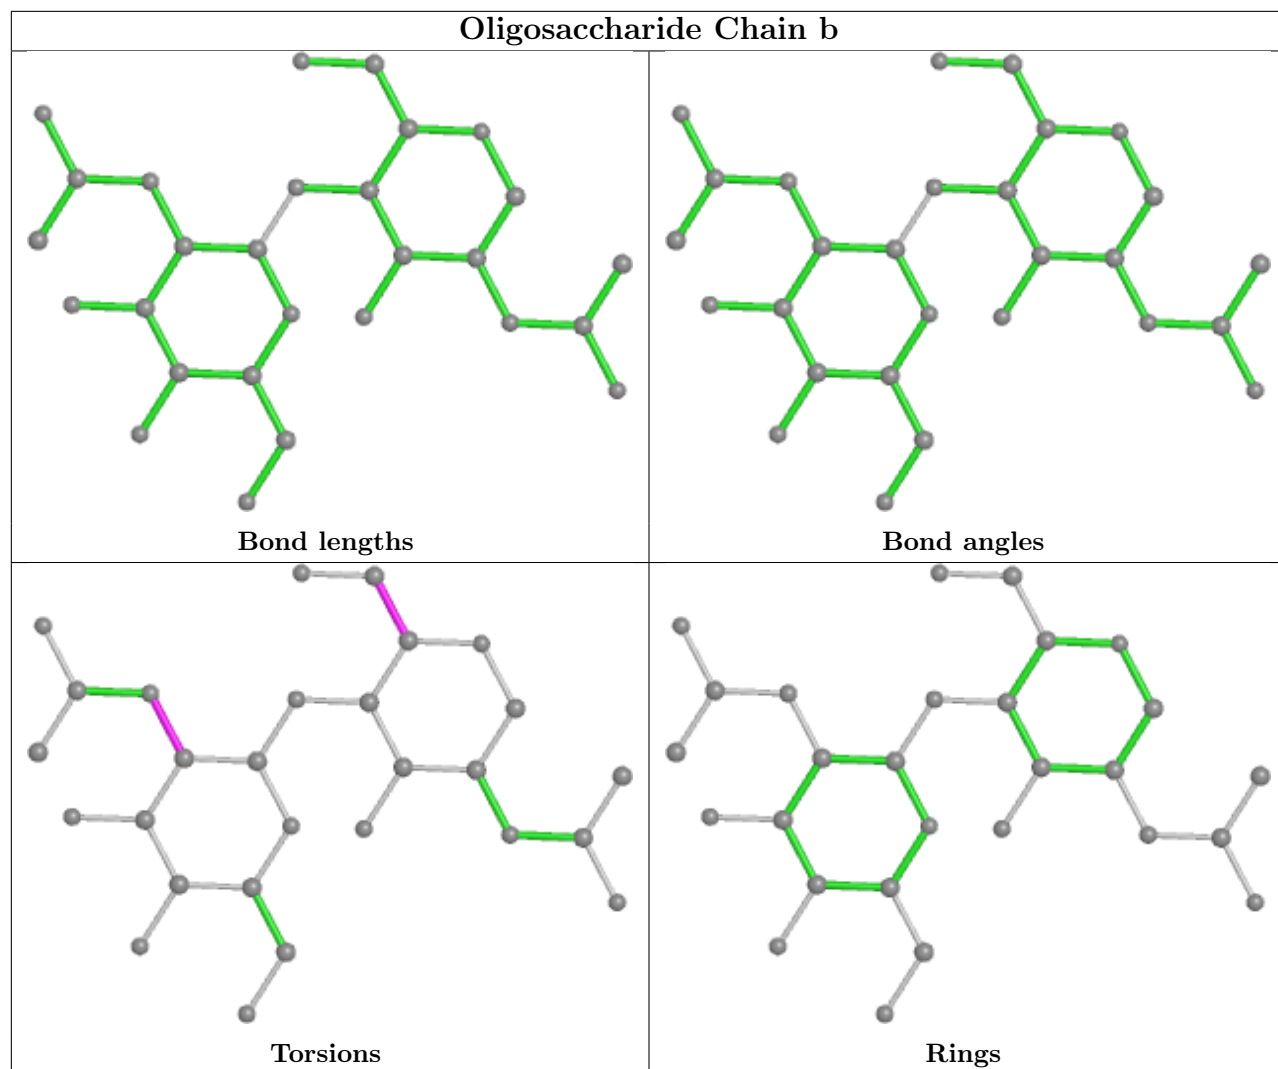 Oligosaccharide Chain b
Bond lengths
Bond angles
Torsions
Rings